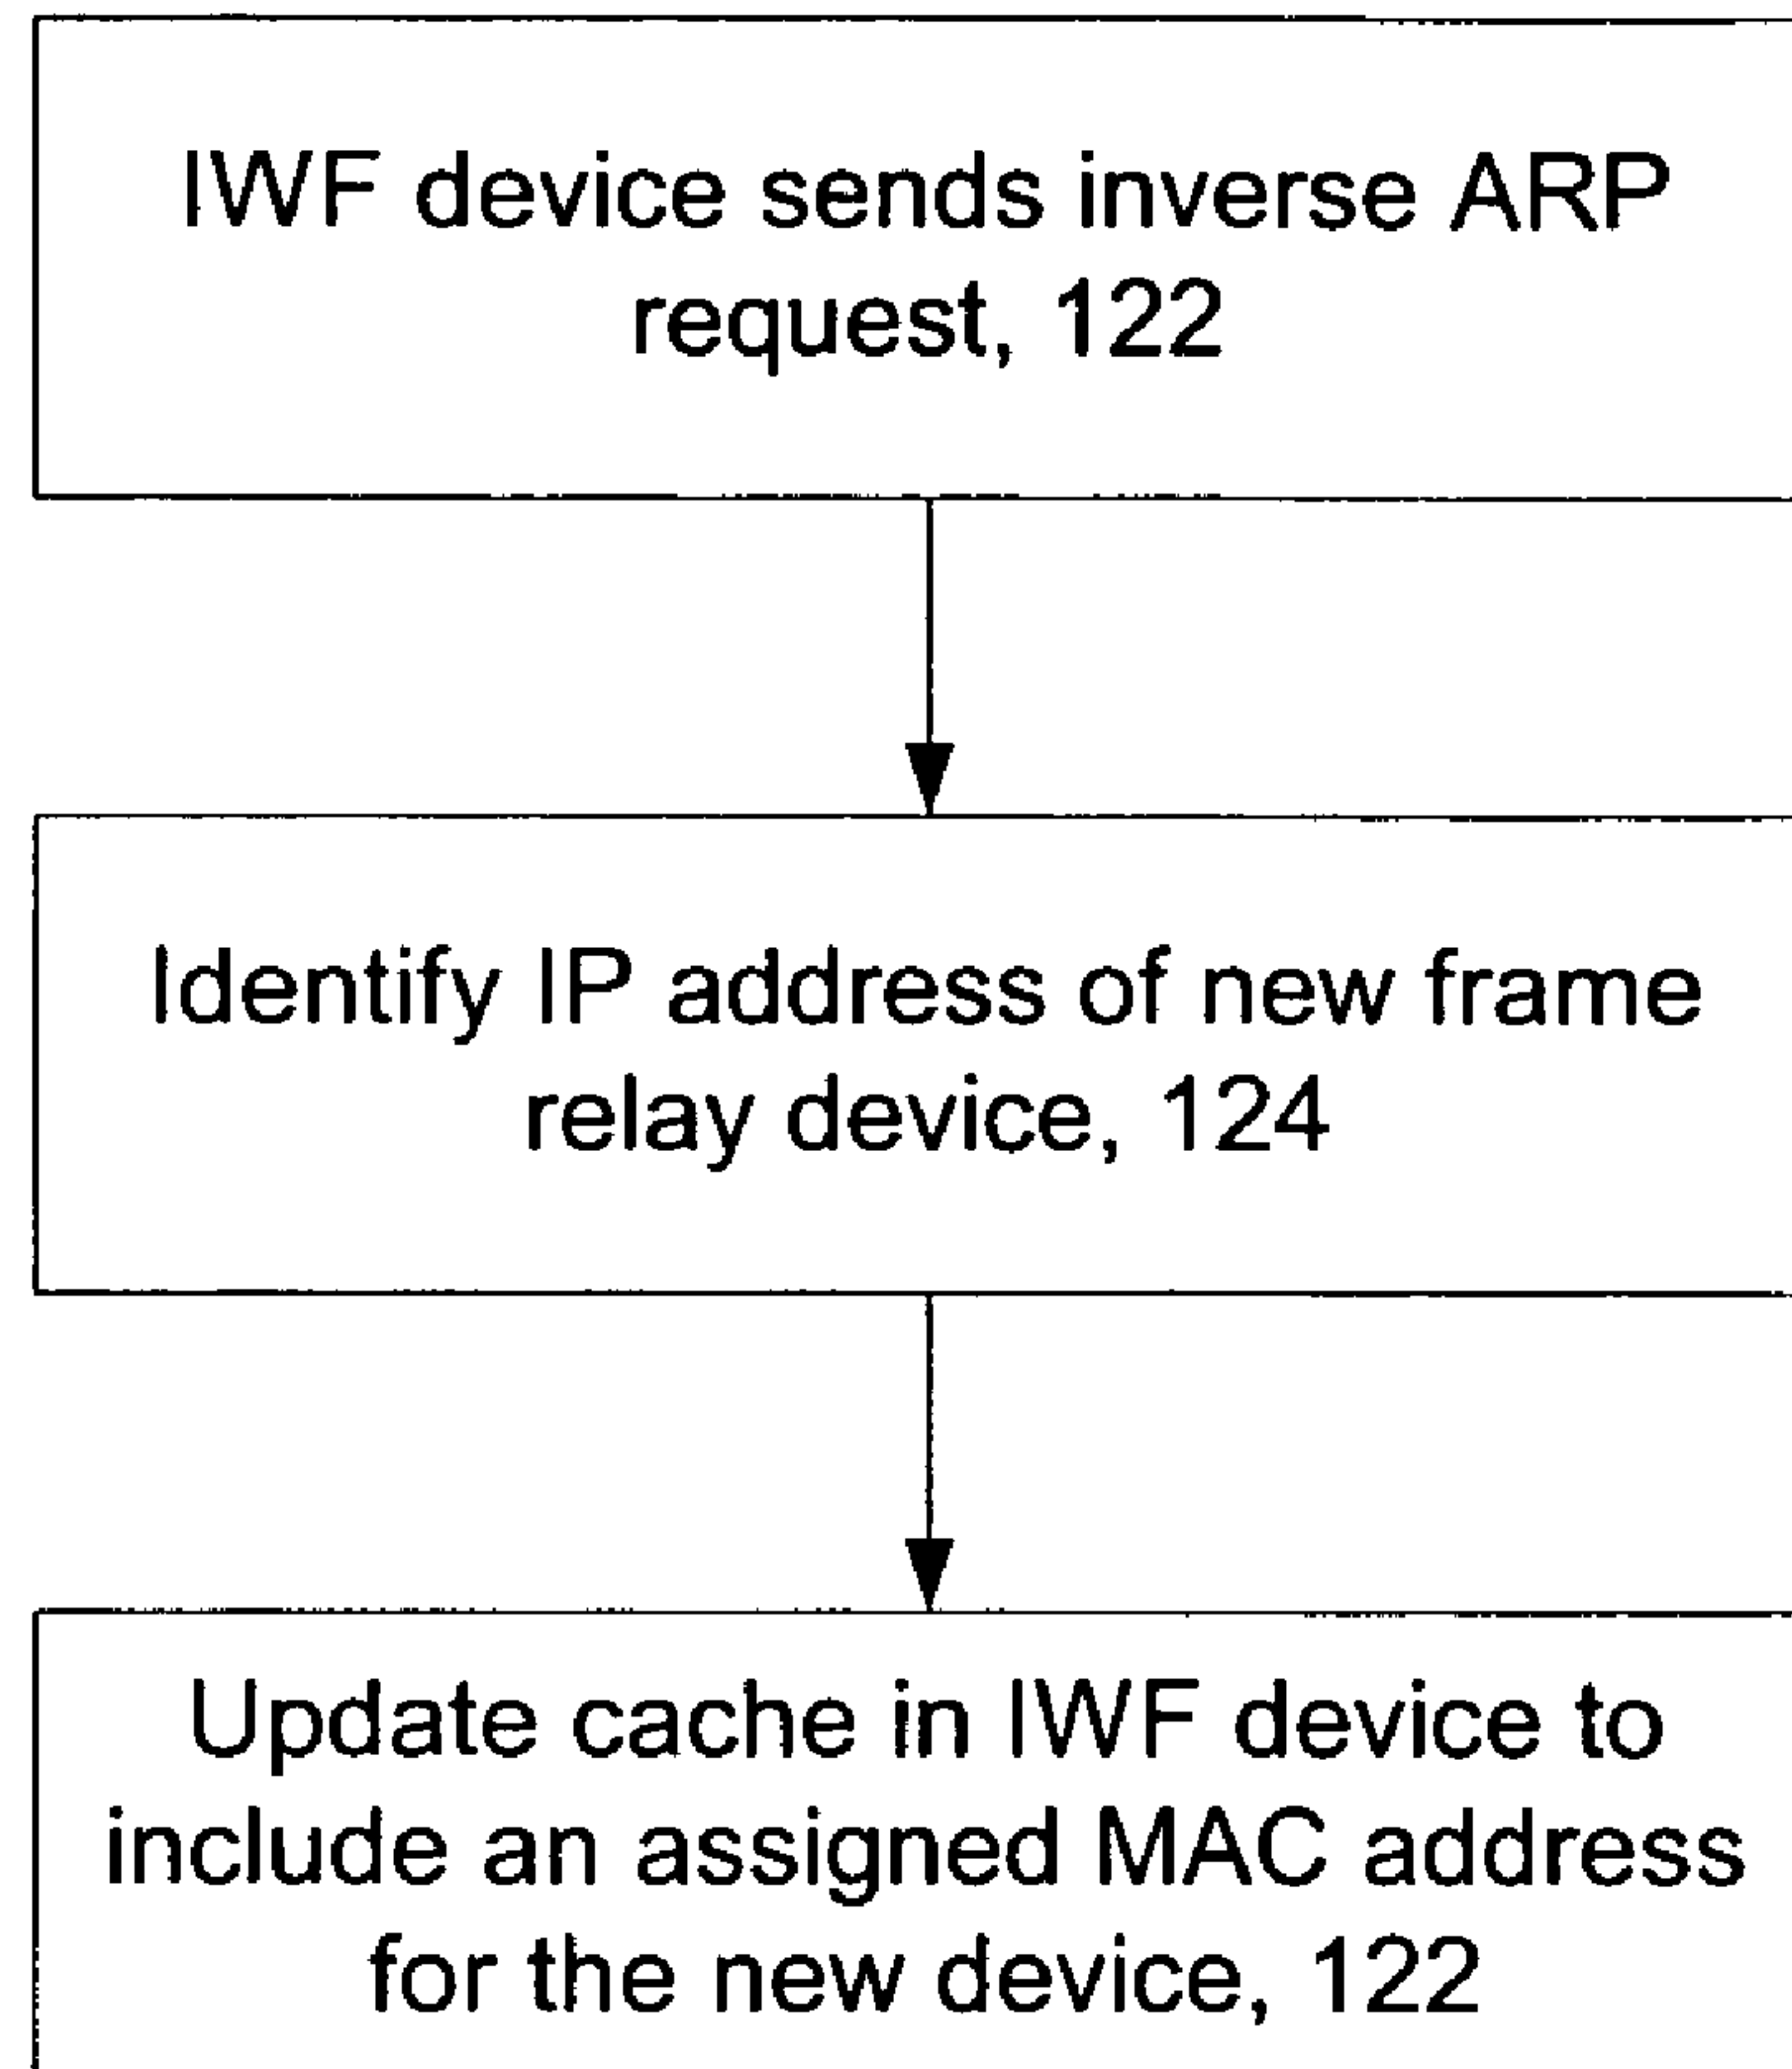 IWF device sends inverse ARP
request, 122
Identify IP address of new frame
relay device, 124
Update cache in IWF device to
include an assigned MAC address
for the new device, 122